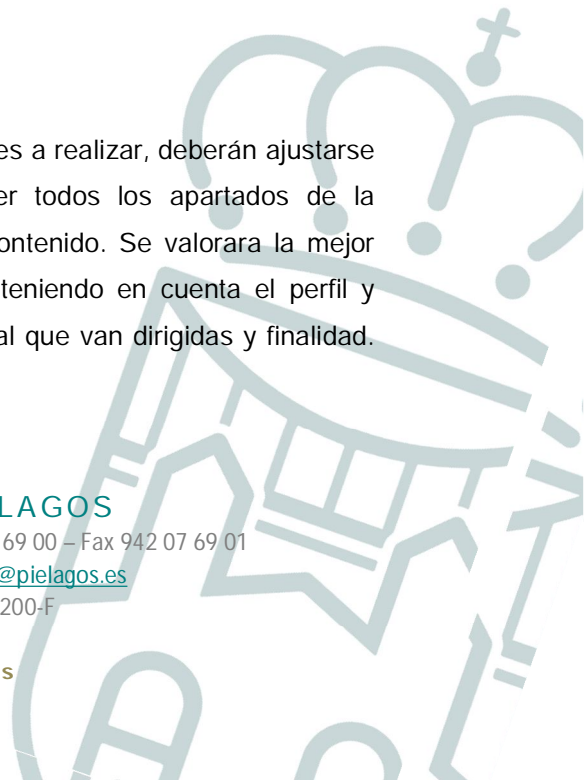 es a realizar, deberán ajustarse
er todos los apartados de la
ontenido. Se valorara la mejor
teniendo en cuenta el perfil y
al que van dirigidas y finalidad.
LAGOS
69 00 – Fax 942 07 69 01
@pielagos.es
200-F
s